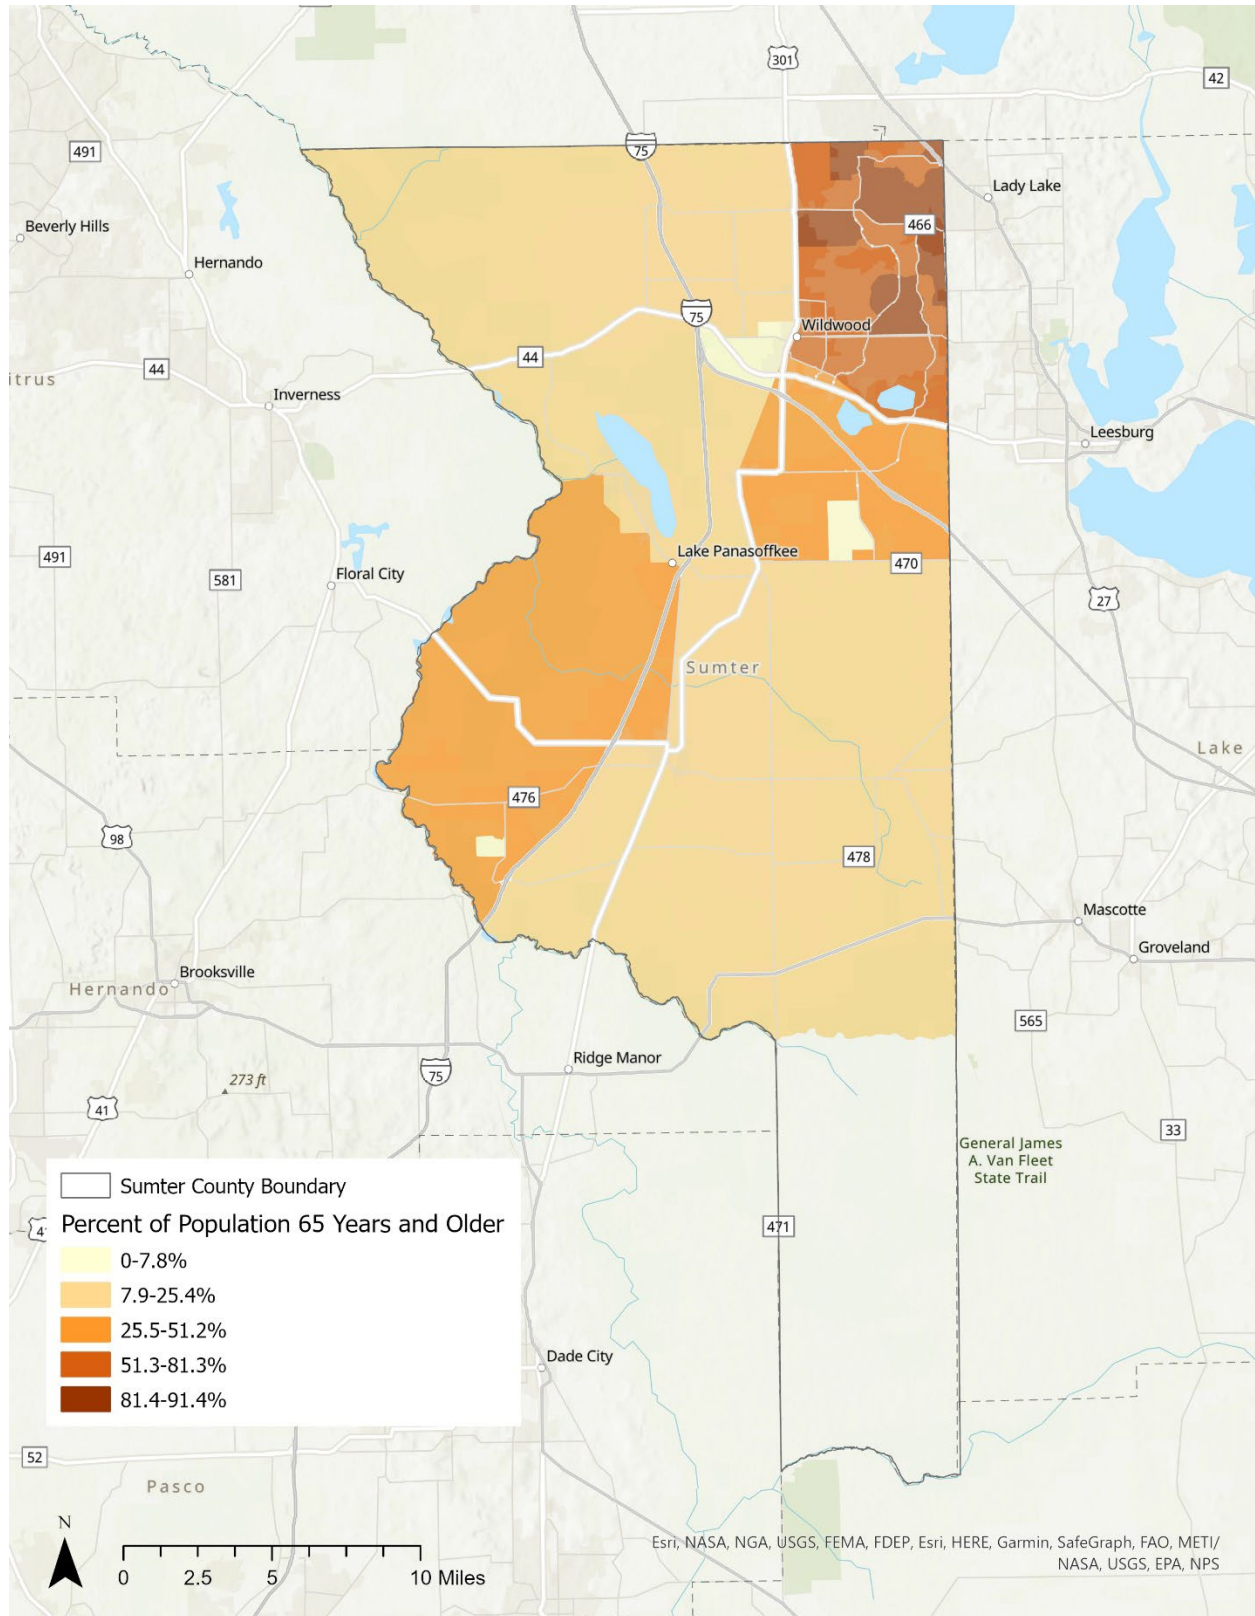 301
42
491
75
Lady Lake
466
Beverly Hills
Hernando
75
Wildwood
44
44
itrus
Inverness
Leesburg
491
581
Floral City
Lake Panasoffkee
470
27
Sumter
Lake
476
98
478
Mascotte
Groveland
Brooksville
Hernando
565
Ridge Manor
75
273 ft
41
33
General James
A. Van Fleet
State Trail
471
Sumter County Boundary
Percent of Population 65 Years and Older
0-7.8%
7.9-25.4%
25.5-51.2%
51.3-81.3%
81.4-91.4%
Dade City
52
Pasco
N
0 2.5 5 10 Miles
Esri, NASA, NGA, USGS, FEMA, FDEP, Esri, HERE, Garmin, SafeGraph, FAO, METI/
NASA, USGS, EPA, NPS